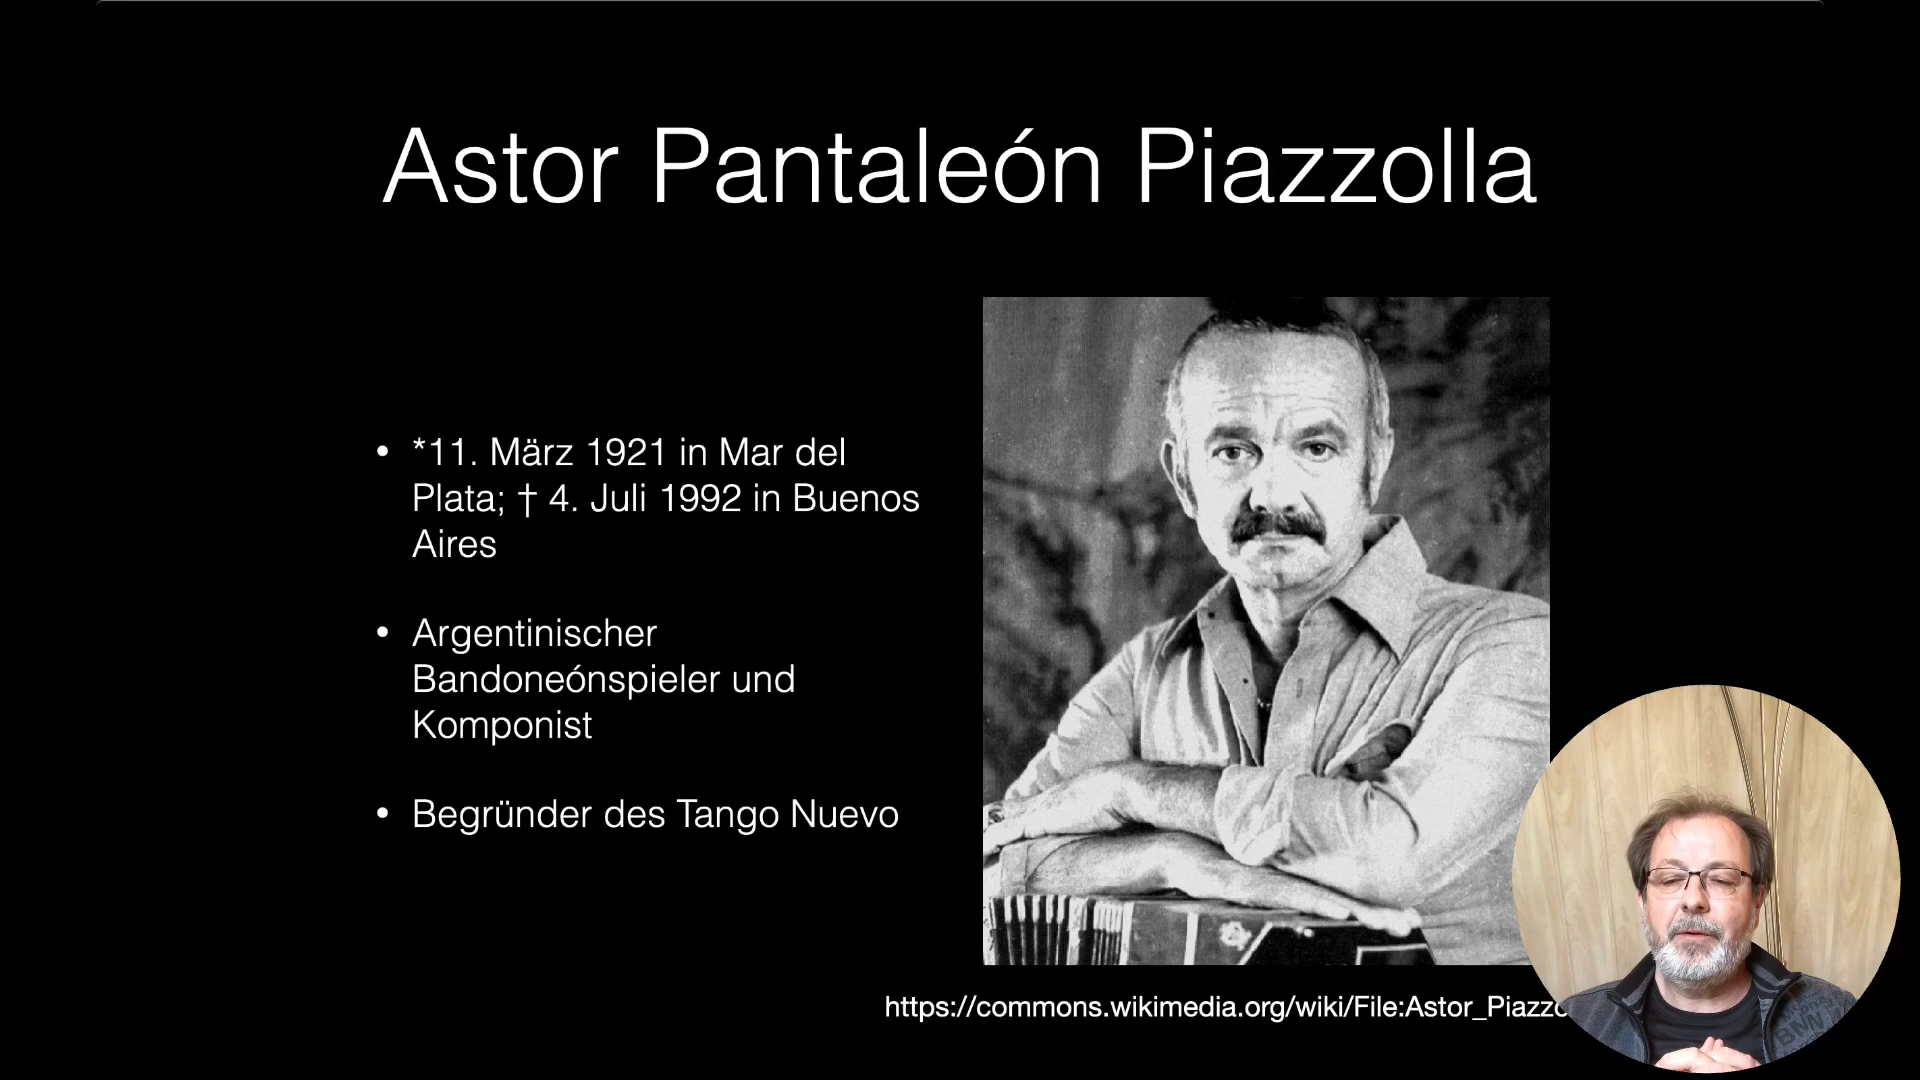 Astor Pantaleón Piazzolla
• *11. März 1921 in Mar del
Plata; † 4. Juli 1992 in Buenos
Aires
• Argentinischer
Bandoneónspieler und
Komponist
• Begründer des Tango Nuevo
https://commons.wikimedia.org/wiki/File:Astor_Piazzo